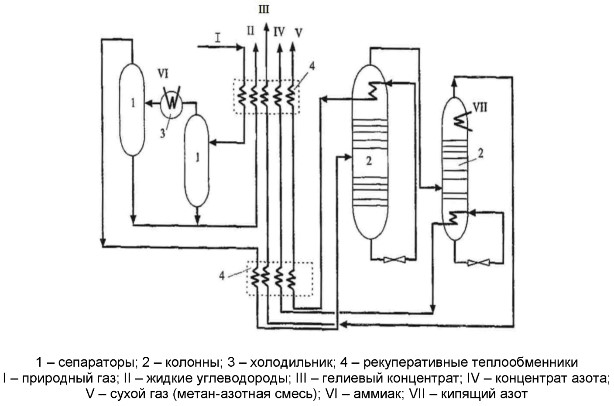 III
I
II
IV
V
4
VI
1
3
1
2
VII
2
4
1 – сепараторы; 2 – колонны; 3 – холодильник; 4 – рекуперативные теплообменники
I – природный газ; II – жидкие углеводороды; III – гелиевый концентрат; IV – концентрат азота;
V – сухой газ (метан-азотная смесь); VI – аммиак; VII – кипящий азот